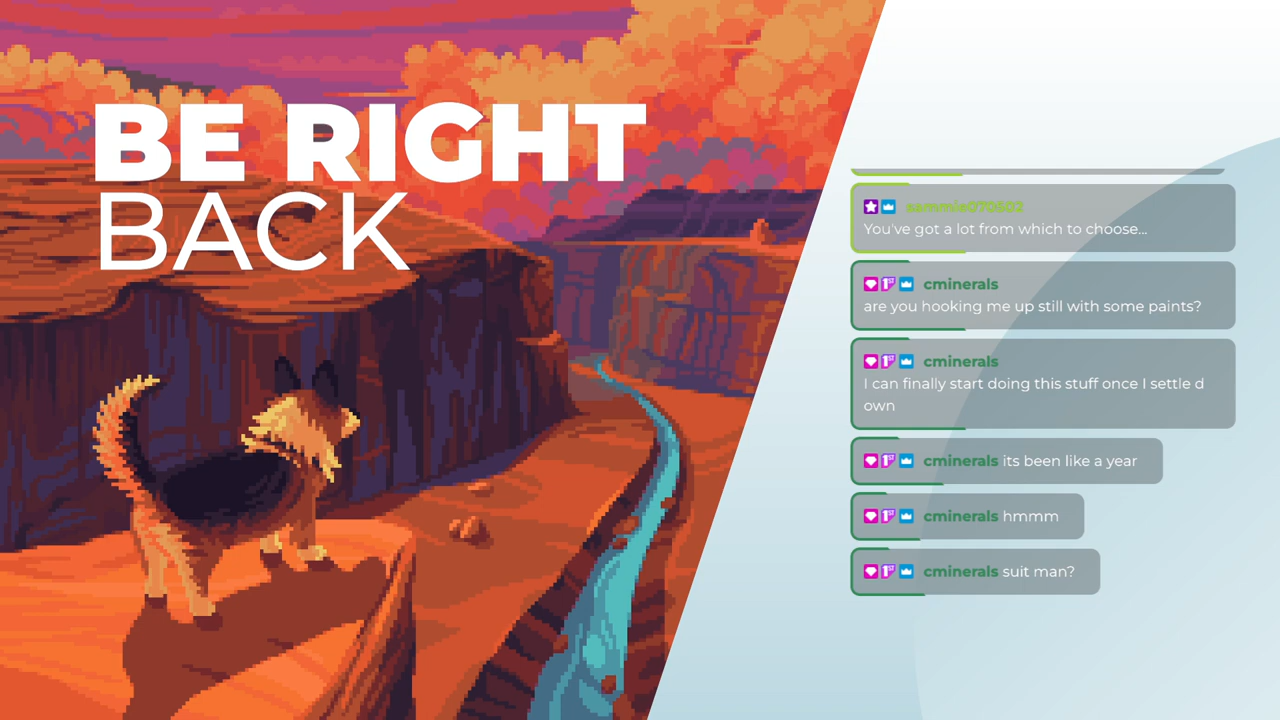 BE RIGHT
BACK
sammie070602
You've got a lot from which to choose...
cminerals
are you hooking me up still with some paints?
cminerals
I can finally start doing this stuff once I settle d
own
cminerals its been like a year
cminerals hmmm
cminerals suit man?